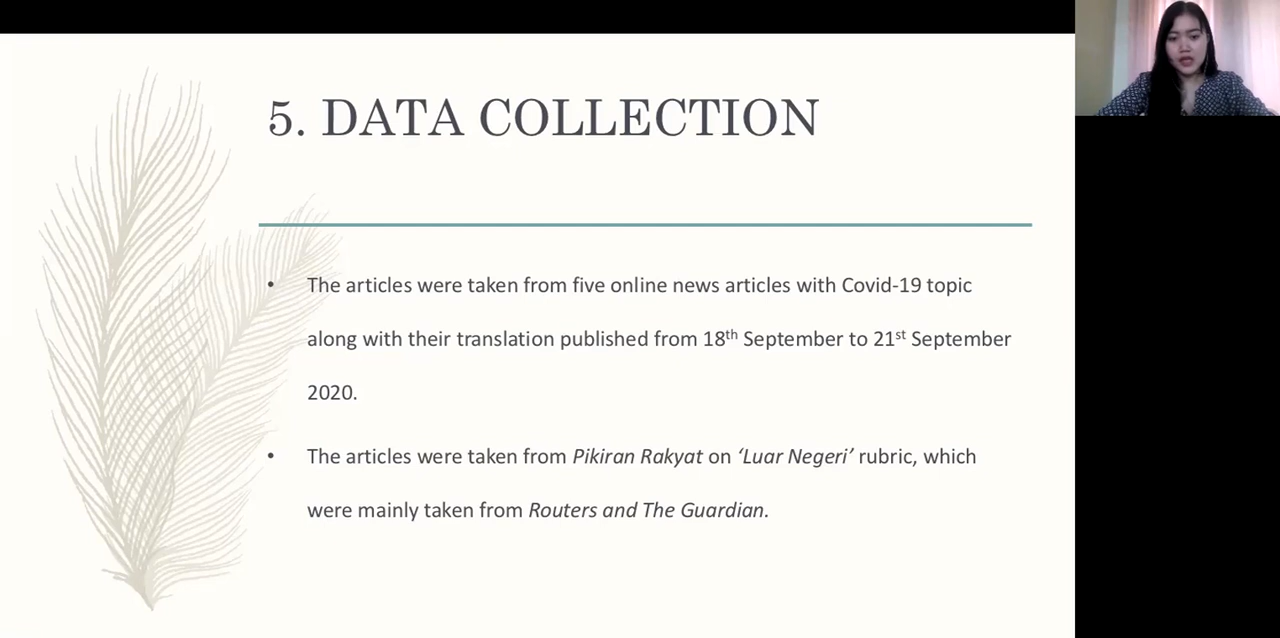 5. DATA COLLECTION
• The articles were taken from five online news articles with Covid-19 topic
along with their translation published from 18th September to 21st September
2020.
• The articles were taken from Pikiran Rakyat on ‘Luar Negeri’ rubric, which
were mainly taken from Routers and The Guardian.